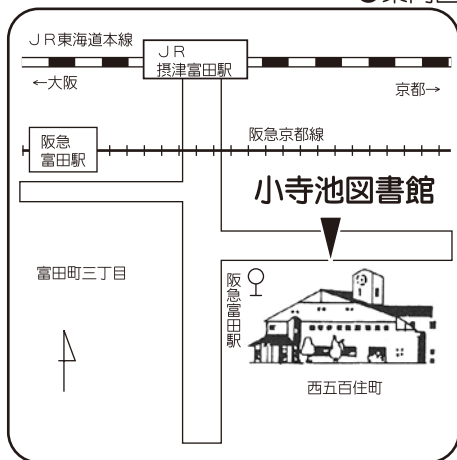 JR東海道本線
JR
摂津富田駅
←大阪
京都→
阪急
富田駅
阪急京都線
小寺池図書館
富田町三丁目
阪急富田駅
西五百住町